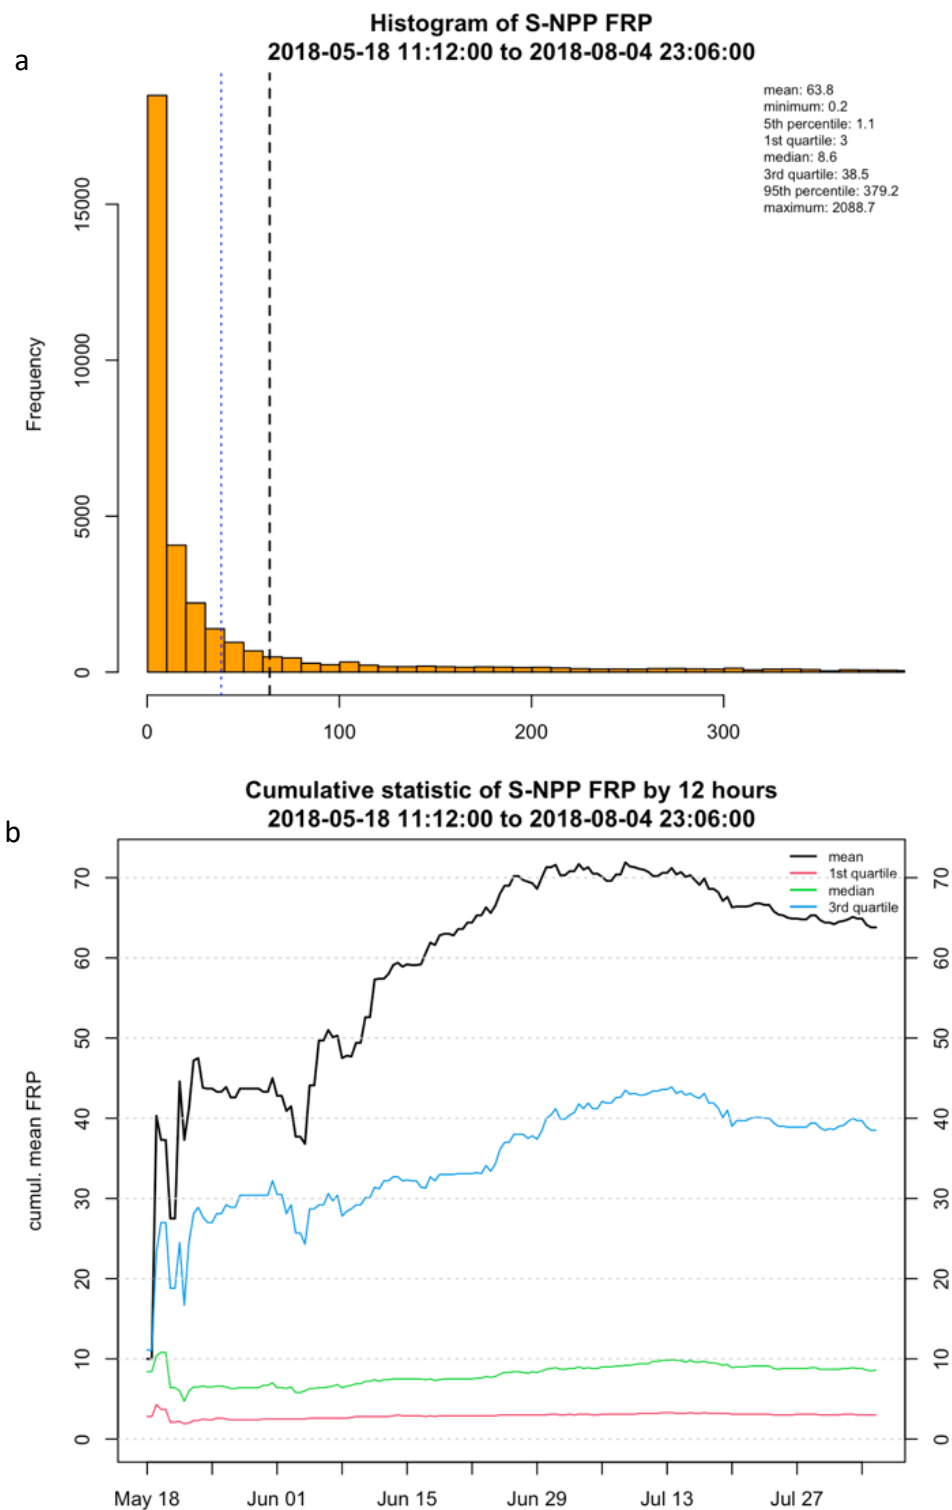 a
Histogram of S-NPP FRP
2018-05-18 11:12:00 to 2018-08-04 23:06:00
mean: 63.8
minimum: 0.2
5th percentile: 1.1
1st quartile: 3
median: 8.6
3rd quartile: 38.5
95th percentile: 379.2
maximum: 2088.7
Frequency
15000
10000
5000
0
0 100 200 300
b
Cumulative statistic of S-NPP FRP by 12 hours
2018-05-18 11:12:00 to 2018-08-04 23:06:00
mean
1st quartile
median
3rd quartile
cumul. mean FRP
70 70
60 60
50 50
40 40
30 30
20 20
10 10
0 0
May 18 Jun 01 Jun 15 Jun 29 Jul 13 Jul 27